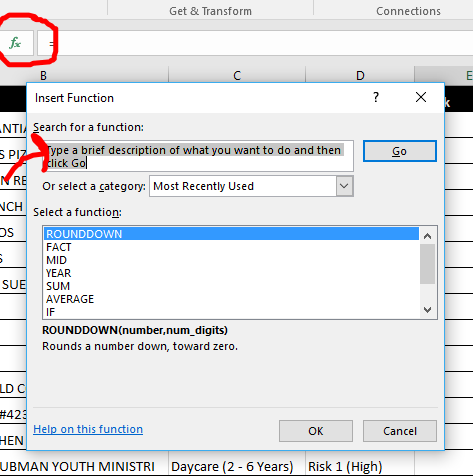 Get & Transform Connections
fx =
B C D E
Insert Function ? X
k
Search for a function:
NTIA
Type a brief description of what you want to do and then
click Go
Go
S PIZ
N RE
Or select a category: Most Recently Used
NCH
Select a function:
OS
ROUNDDOWN
FACT
S
MID
SUE
YEAR
SUM
AVERAGE
IF
ROUNDDOWN(number,num_digits)
Rounds a number down, toward zero.
LD C
#423
Help on this function OK Cancel
HEN
UBMAN YOUTH MINISTRI Daycare (2 - 6 Years) Risk 1 (High)